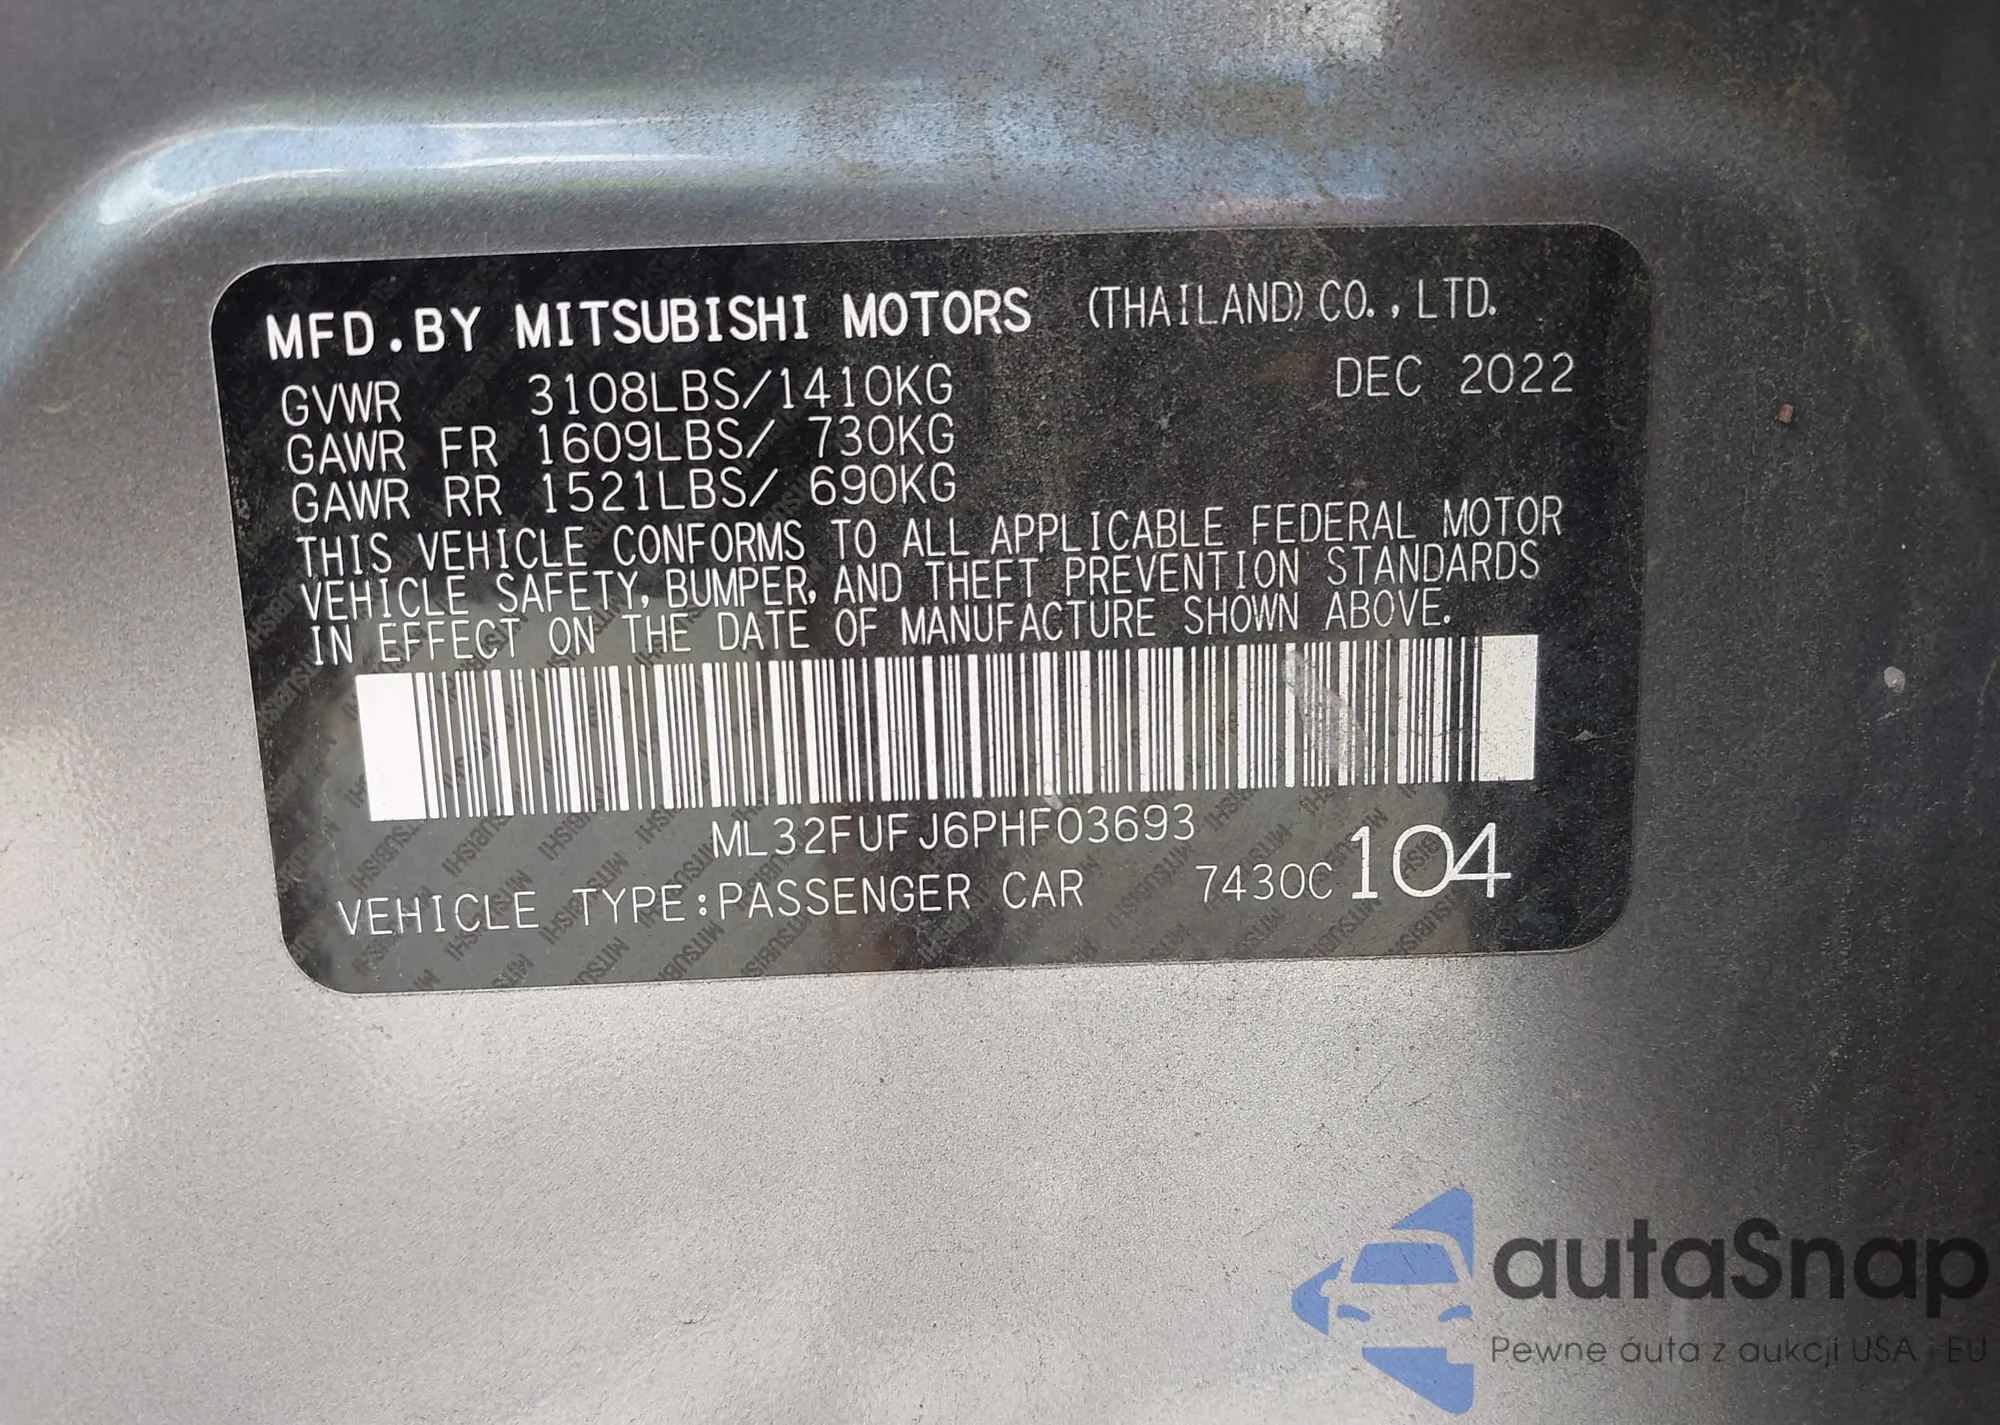 MFD.BY MITSUBISHI MOTORS (THAILAND) CO.,LTD.
GVWR 3108LBS/1410KG DEC 2022
GAWR FR 1609LBS/ 730KG
GAWR RR 1521LBS/ 690KG
THIS VEHICLE CONFORMS TO ALL APPLICABLE FEDERAL MOTOR
VEHICLE SAFETY, BUMPER, AND THEFT PREVENTION STANDARDS
IN EFFECT ON THE DATE OF MANUFACTURE SHOWN ABOVE.
ML32FUFJ6PHF03693
VEHICLE TYPE:PASSENGER CAR 7430C 104
autaSnap
Pewne auta z aukcji USA i EU